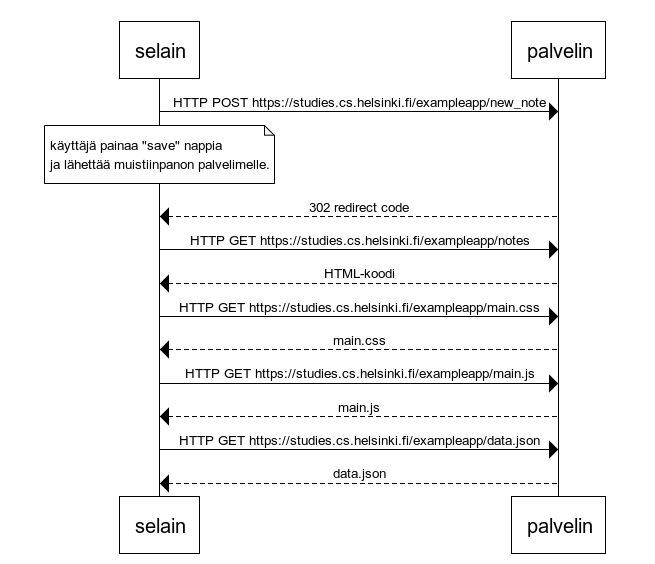 selain
palvelin
HTTP POST https://studies.cs.helsinki.fi/exampleapp/new_note
käyttäjä painaa "save" nappia
ja lähettää muistiinpanon palvelimelle.
302 redirect code
HTTP GET https://studies.cs.helsinki.fi/exampleapp/notes
HTML-koodi
HTTP GET https://studies.cs.helsinki.fi/exampleapp/main.css
main.css
HTTP GET https://studies.cs.helsinki.fi/exampleapp/main.js
main.js
HTTP GET https://studies.cs.helsinki.fi/exampleapp/data.json
data.json
selain
palvelin